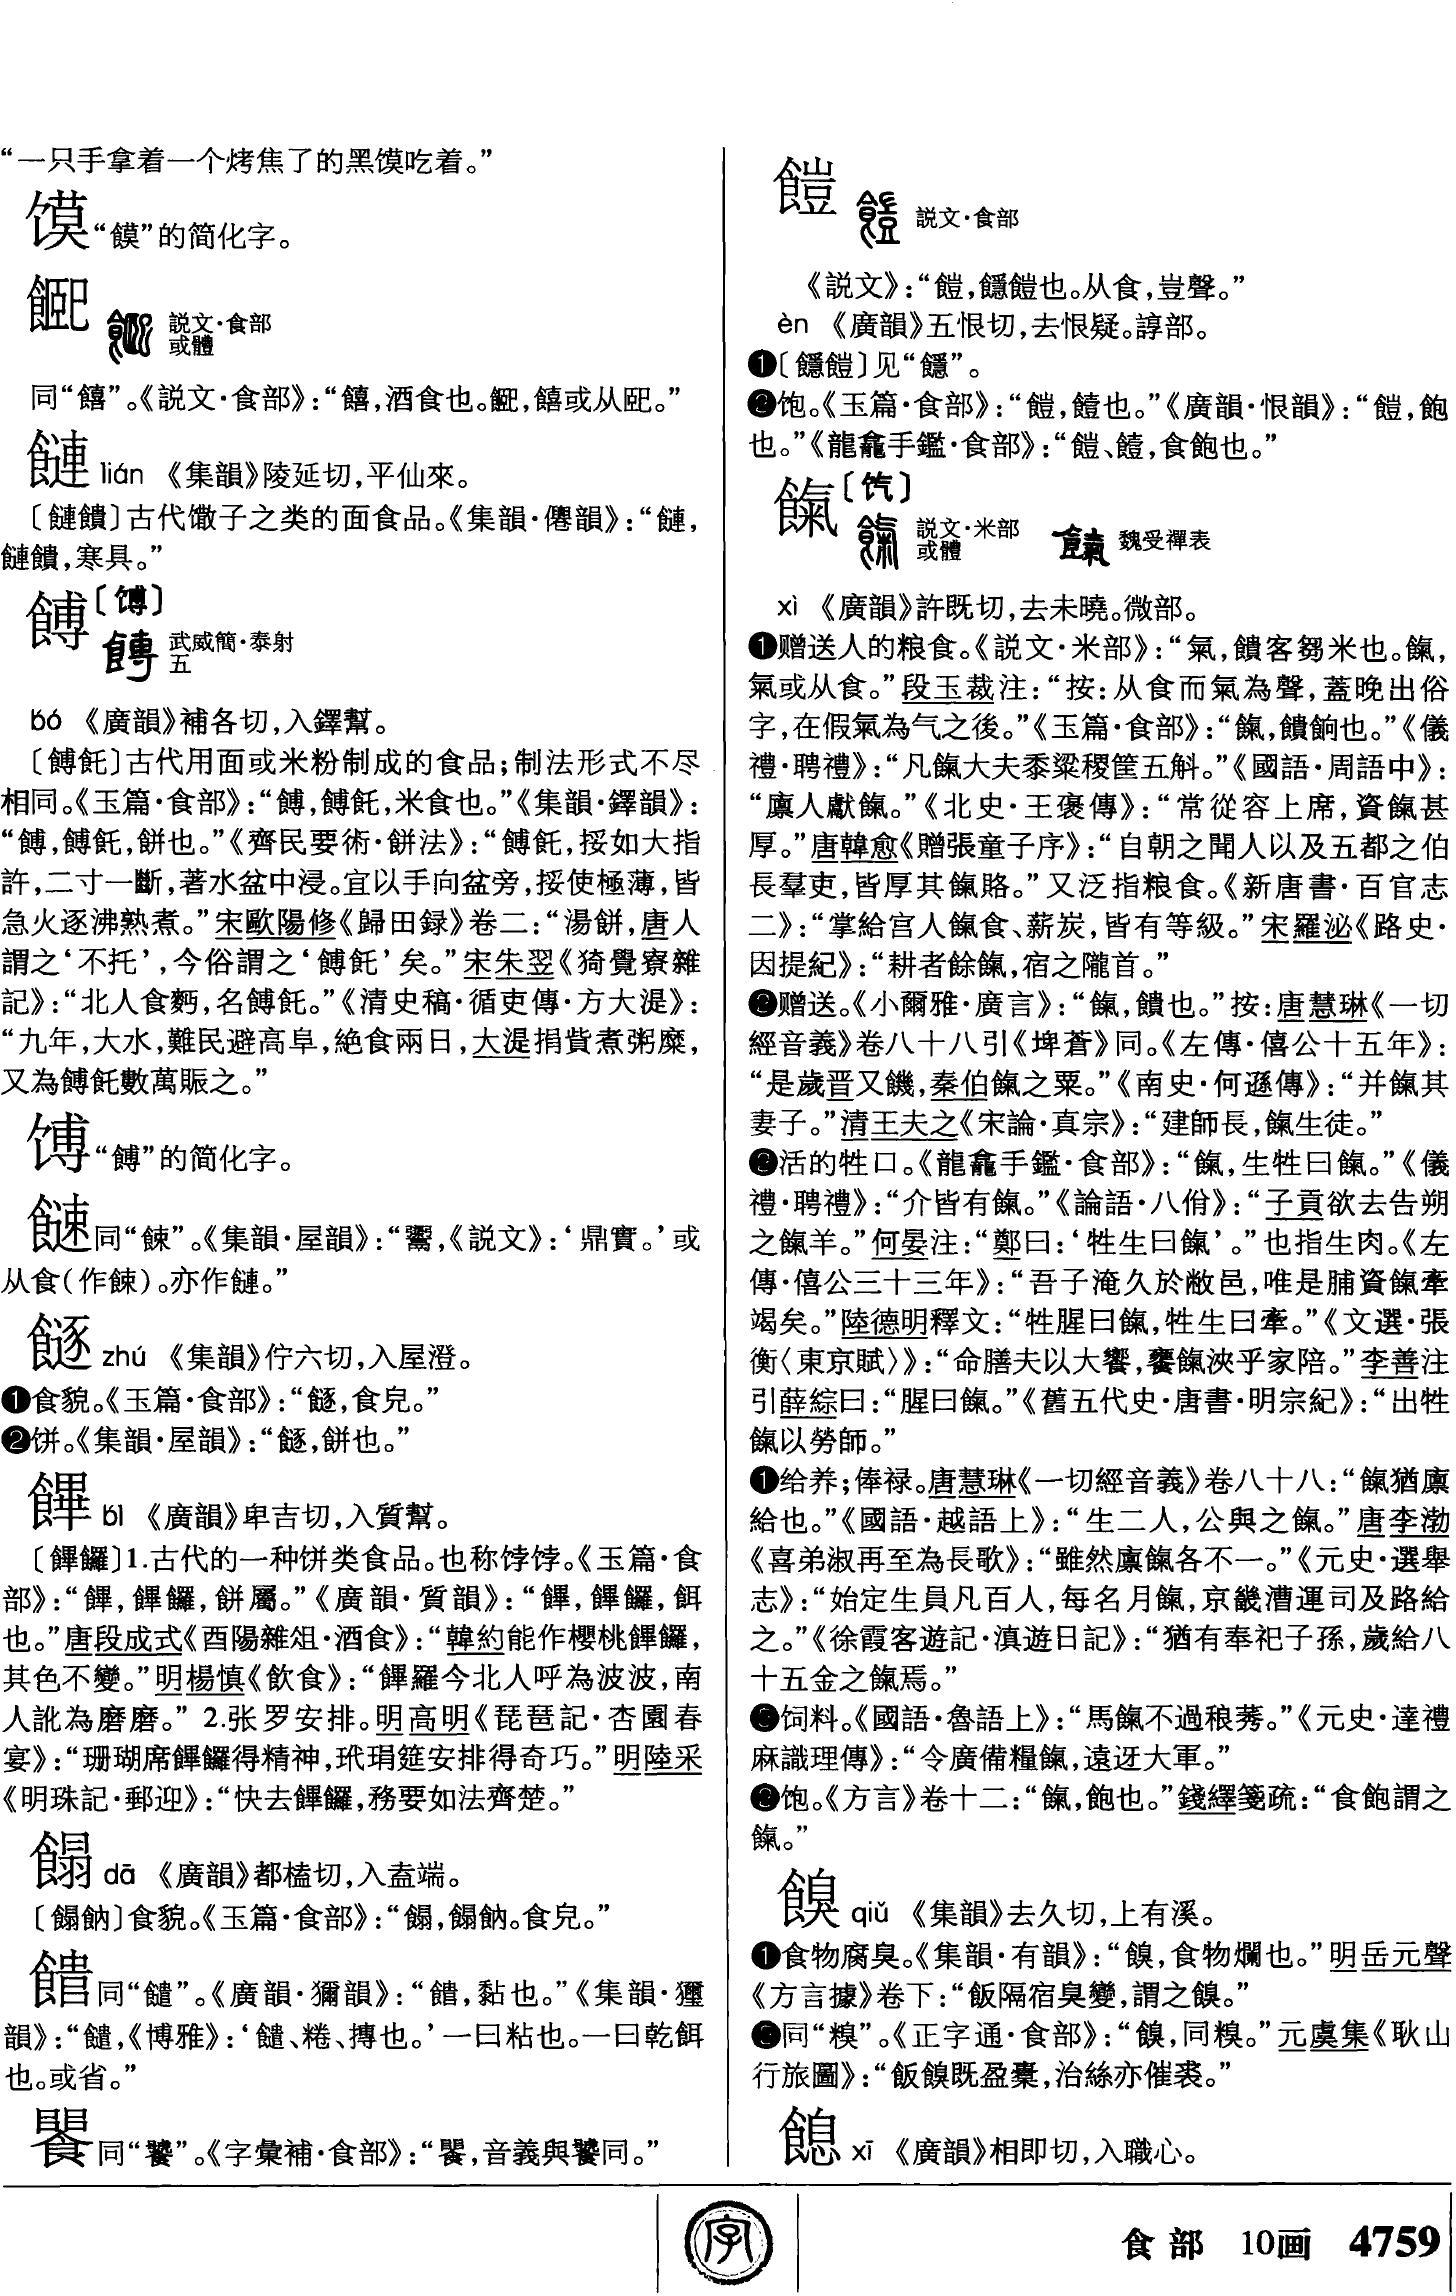 “一只手拿着一个烤焦了的黑馍吃着。”
馍“饃”的简化字。
説文·食部
或體
同“饎”。《説文·食部》：“饎，酒食也。䬭，饎或从巸。”
lián 《集韻》陵延切，平仙來。
〔䭑饋〕古代馓子之类的面食品。《集韻·僊韻》：“䭑，
䭑饋，寒具。”
餺〔馎〕
武威簡·泰射
五
bó 《廣韻》補各切，入鐸幫。
〔餺飥〕古代用面或米粉制成的食品；制法形式不尽
相同。《玉篇·食部》：“餺，餺飥，米食也。”《集韻·鐸韻》：
“餺，餺飥，餅也。”《齊民要術·餅法》：“餺飥，挼如大指
許，二寸一斷，著水盆中浸。宜以手向盆旁，挼使極薄，皆
急火逐沸熟煮。”宋歐陽修《歸田録》卷二：“湯餅，唐人
謂之‘不托’，今俗謂之‘餺飥’矣。”宋朱翌《猗覺寮雜
記》：“北人食麪，名餺飥。”《清史稿·循吏傳·方大湜》：
“九年，大水，難民避高阜，絶食兩日，大湜捐貲煮粥糜，
又為餺飥數萬賑之。”
馎“餺”的简化字。
同“餗”。《集韻·屋韻》：“鬻，《説文》：‘鼎實。’或
从食（作餗）。亦作。”
zhú 《集韻》佇六切，入屋澄。
❶食貌。《玉篇·食部》：“，食皃。”
❷饼。《集韻·屋韻》：“，餅也。”
饆 bì 《廣韻》卑吉切，入質幫。
〔饆饠〕1.古代的一种饼类食品。也称饽饽。《玉篇·食
部》：“饆，饆饠，餅屬。”《廣韻·質韻》：“饆，饆饠，餌
也。”唐段成式《酉陽雜俎·酒食》：“韓約能作櫻桃饆饠，
其色不變。”明楊慎《飲食》：“饆羅今北人呼為波波，南
人訛為磨磨。” 2.张罗安排。明高明《琵琶記·杏園春
宴》：“珊瑚席饆饠得精神，玳瑁筵安排得奇巧。”明陸采
《明珠記·郵迎》：“快去饆饠，務要如法齊楚。”
dā 《廣韻》都榼切，入盍端。
〔䬿䬣〕食貌。《玉篇·食部》：“䬿，䬿䬣。食皃。”
同“䭔”。《廣韻·獮韻》：“，黏也。”《集韻·獮
韻》：“，《博雅》：‘、䊎、摶也。’一曰粘也。一曰乾餌
也。或省。”
同“饕”。《字彙補·食部》：“，音義與饕同。”
䭓
説文·食部
《説文》：“䭓，䭡䭓也。从食，豈聲。”
èn 《廣韻》五恨切，去恨疑。諄部。
❶〔䭡䭓〕见“䭡”。
❷饱。《玉篇·食部》：“䭓，饐也。”《廣韻·恨韻》：“䭓，飽
也。”《龍龕手鑑·食部》：“䭓、饐，食飽也。”
餼〔饩〕
説文·米部
或體
魏受禪表
xì 《廣韻》許既切，去未曉。微部。
❶赠送人的粮食。《説文·米部》：“氣，饋客芻米也。餼，
氣或从食。”段玉裁注：“按：从食而氣為聲，蓋晚出俗
字，在假氣為气之後。”《玉篇·食部》：“餼，饋餉也。”《儀
禮·聘禮》：“凡餼大夫黍粱稷筐五斛。”《國語·周語中》：
“廪人獻餼。”《北史·王褒傳》：“常從容上席，資餼甚
厚。”唐韓愈《贈張童子序》：“自朝之聞人以及五都之伯
長羣吏，皆厚其餼賂。”又泛指粮食。《新唐書·百官志
二》：“掌給宫人餼食、薪炭，皆有等級。”宋羅泌《路史·
因提紀》：“耕者餘餼，宿之隴首。”
❷赠送。《小爾雅·廣言》：“餼，饋也。”按：唐慧琳《一切
經音義》卷八十八引《埤蒼》同。《左傳·僖公十五年》：
“是歲晋又饑，秦伯餼之粟。”《南史·何遜傳》：“并餼其
妻子。”清王夫之《宋論·真宗》：“建師長，餼生徒。”
❸活的牲口。《龍龕手鑑·食部》：“餼，生牲曰餼。”《儀
禮·聘禮》：“介皆有餼。”《論語·八佾》：“子貢欲去告朔
之餼羊。”何晏注：“鄭曰：‘牲生曰餼’。”也指生肉。《左
傳·僖公三十三年》：“吾子淹久於敝邑，唯是脯資餼牽
竭矣。”陸德明釋文：“牲腥曰餼，牲生曰牽。”《文選·張
衡〈東京賦〉》：“命膳夫以大饗，饔餼浹乎家陪。”李善注
引薛綜曰：“腥曰餼。”《舊五代史·唐書·明宗紀》：“出牲
餼以勞師。”
❶给养；俸禄。唐慧琳《一切經音義》卷八十八：“餼猶廪
給也。”《國語·越語上》：“生二人，公與之餼。”唐李渤
《喜弟淑再至為長歌》：“雖然廪餼各不一。”《元史·選舉
志》：“始定生員凡百人，每名月餼，京畿漕運司及路給
之。”《徐霞客遊記·滇遊日記》：“猶有奉祀子孫，歲給八
十五金之餼焉。”
饲料。《國語·魯語上》：“馬餼不過稂莠。”《元史·達禮
麻識理傳》：“令廣備糧餼，遠迓大軍。”
饱。《方言》卷十二：“餼，飽也。”錢繹箋疏：“食飽謂之
餼。”
qiǔ 《集韻》去久切，上有溪。
❶食物腐臭。《集韻·有韻》：“䭆，食物爛也。”明岳元聲
《方言據》卷下：“飯隔宿臭變，謂之䭆。”
❷同“糗”。《正字通·食部》：“䭆，同糗。”元虞集《耿山
行旅圖》：“飯䭆既盈橐，治絲亦催裘。”
xī 《廣韻》相即切，入職心。
字
食部 10画 4759